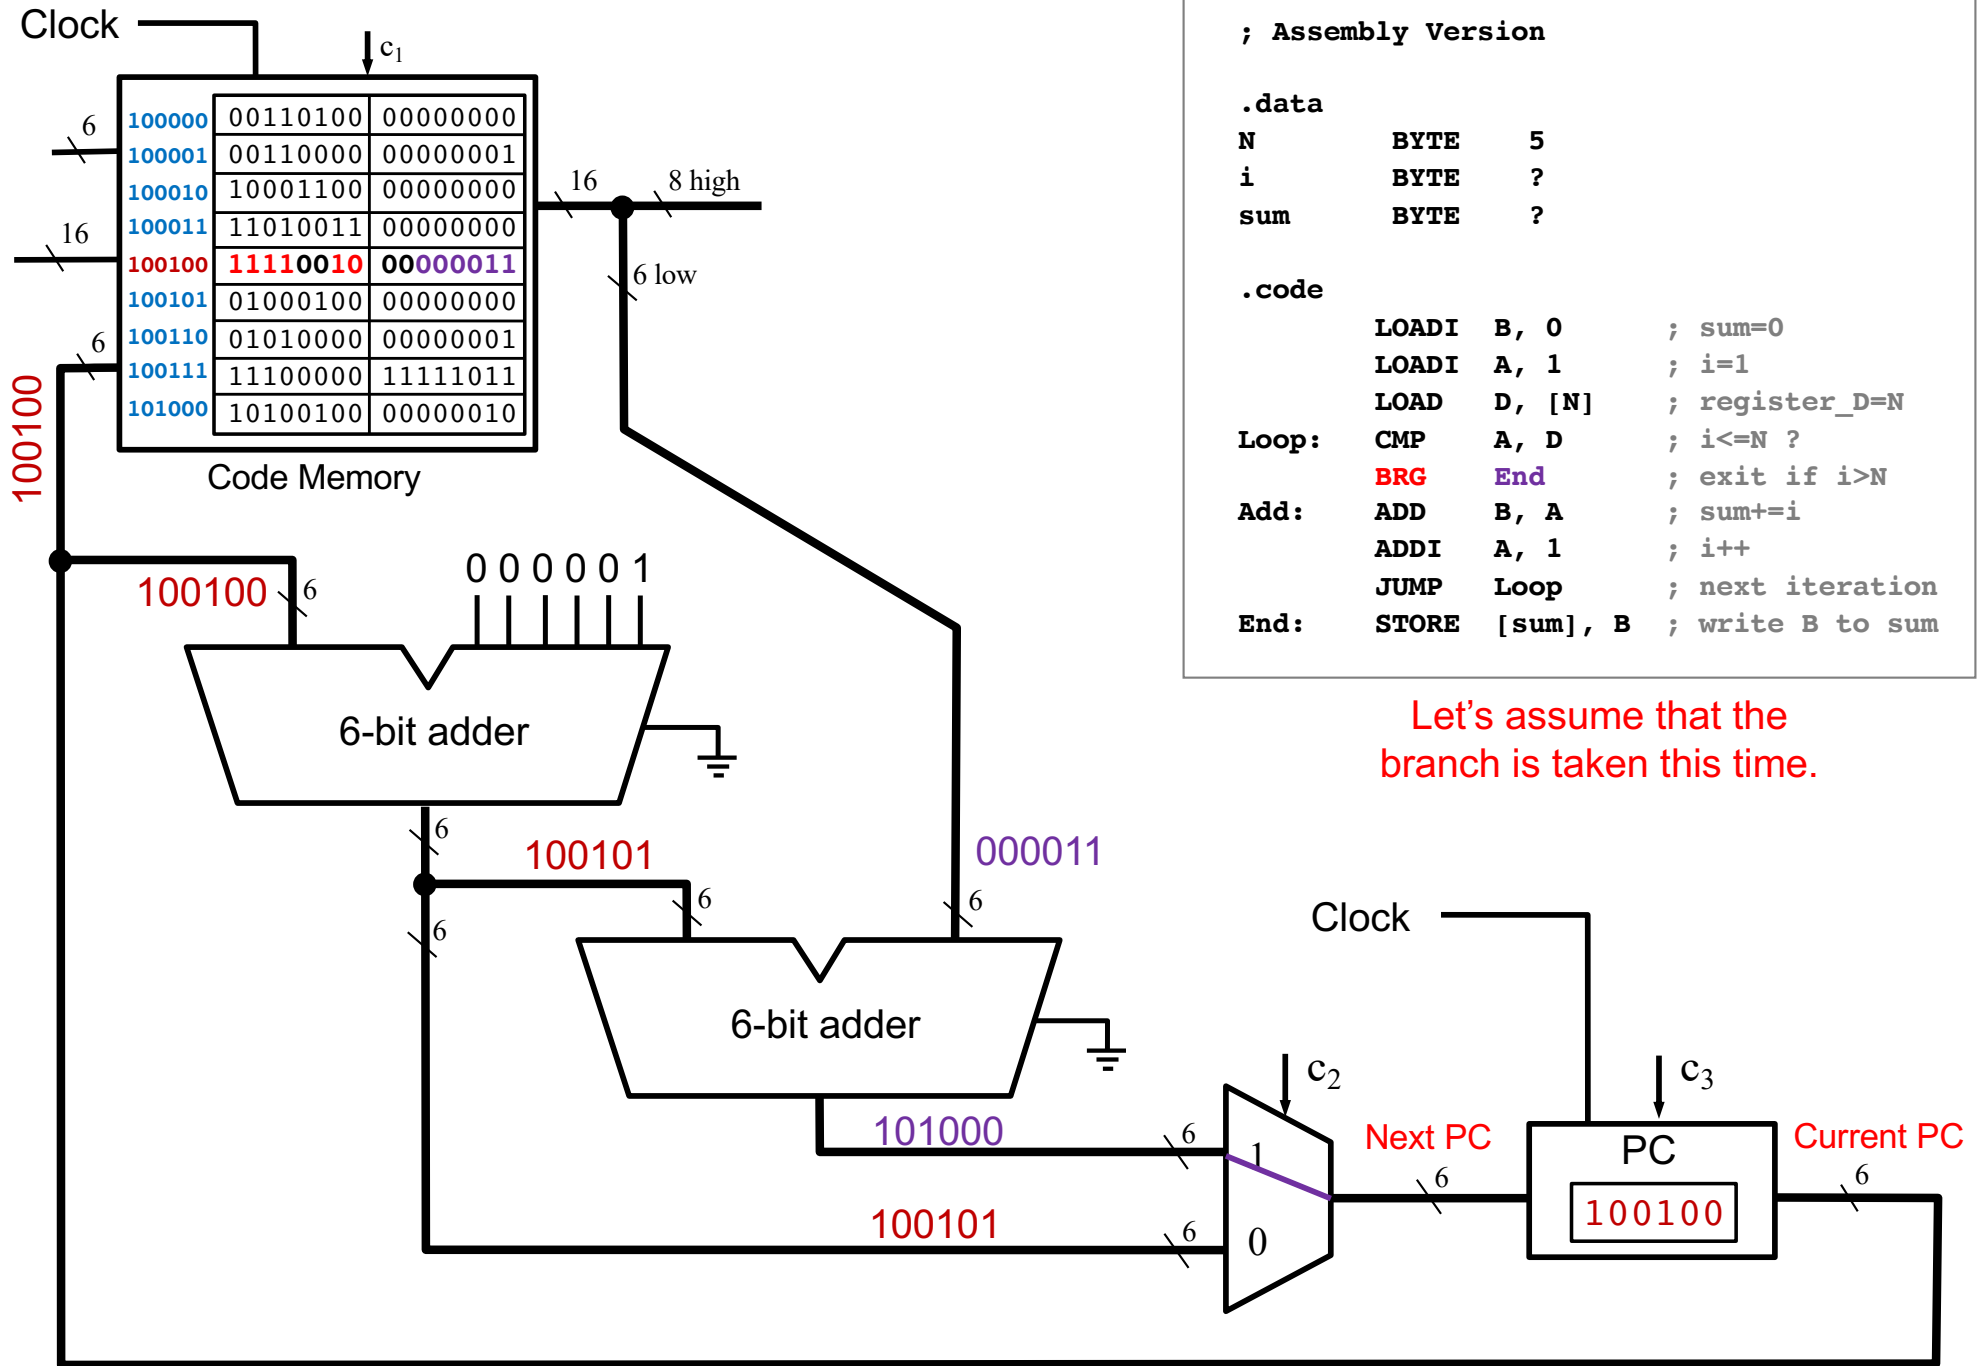 Clock
c1
6
16
6
100000 00110100 00000000
100001 00110000 00000001
100010 10001100 00000000
100011 11010011 00000000
100100 11110010 00000011
100101 01000100 00000000
100110 01010000 00000001
100111 11100000 11111011
101000 10100100 00000010
Code Memory
16
8 high
6 low
100100
; Assembly Version
.data
N BYTE 5
i BYTE ?
sum BYTE ?
.code
LOADI B, 0 ; sum=0
LOADI A, 1 ; i=1
LOAD D, [N] ; register_D=N
Loop: CMP A, D ; i<=N ?
BRG End ; exit if i>N
Add: ADD B, A ; sum+=i
ADDI A, 1 ; i++
JUMP Loop ; next iteration
End: STORE [sum], B ; write B to sum
Let's assume that the
branch is taken this time.
100100
6
0 0 0 0 0 1
6-bit adder
6
100101
6
6
000011
6
6-bit adder
101000
6
100101
6
c2
1
0
Next PC
6
Clock
c3
PC
100100
Current PC
6